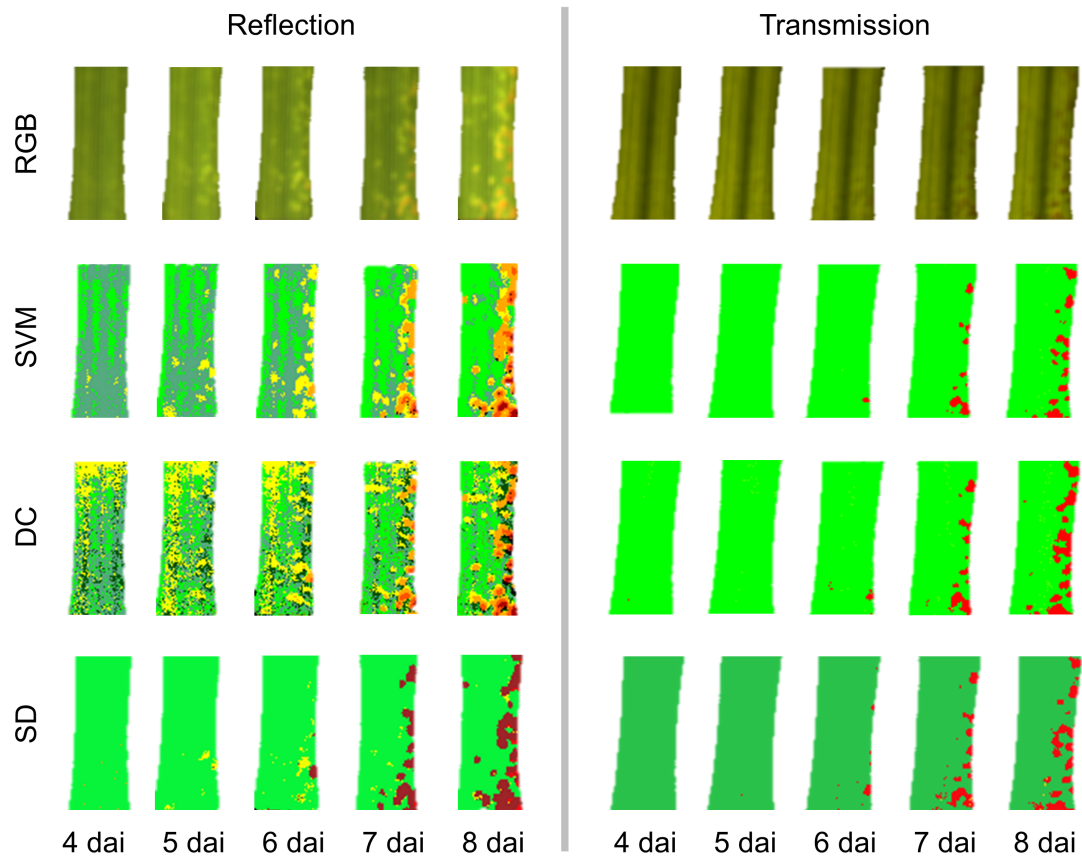 Reflection
Transmission
RGB
SVM
DC
SD
4 dai 5 dai 6 dai 7 dai 8 dai
4 dai 5 dai 6 dai 7 dai 8 dai